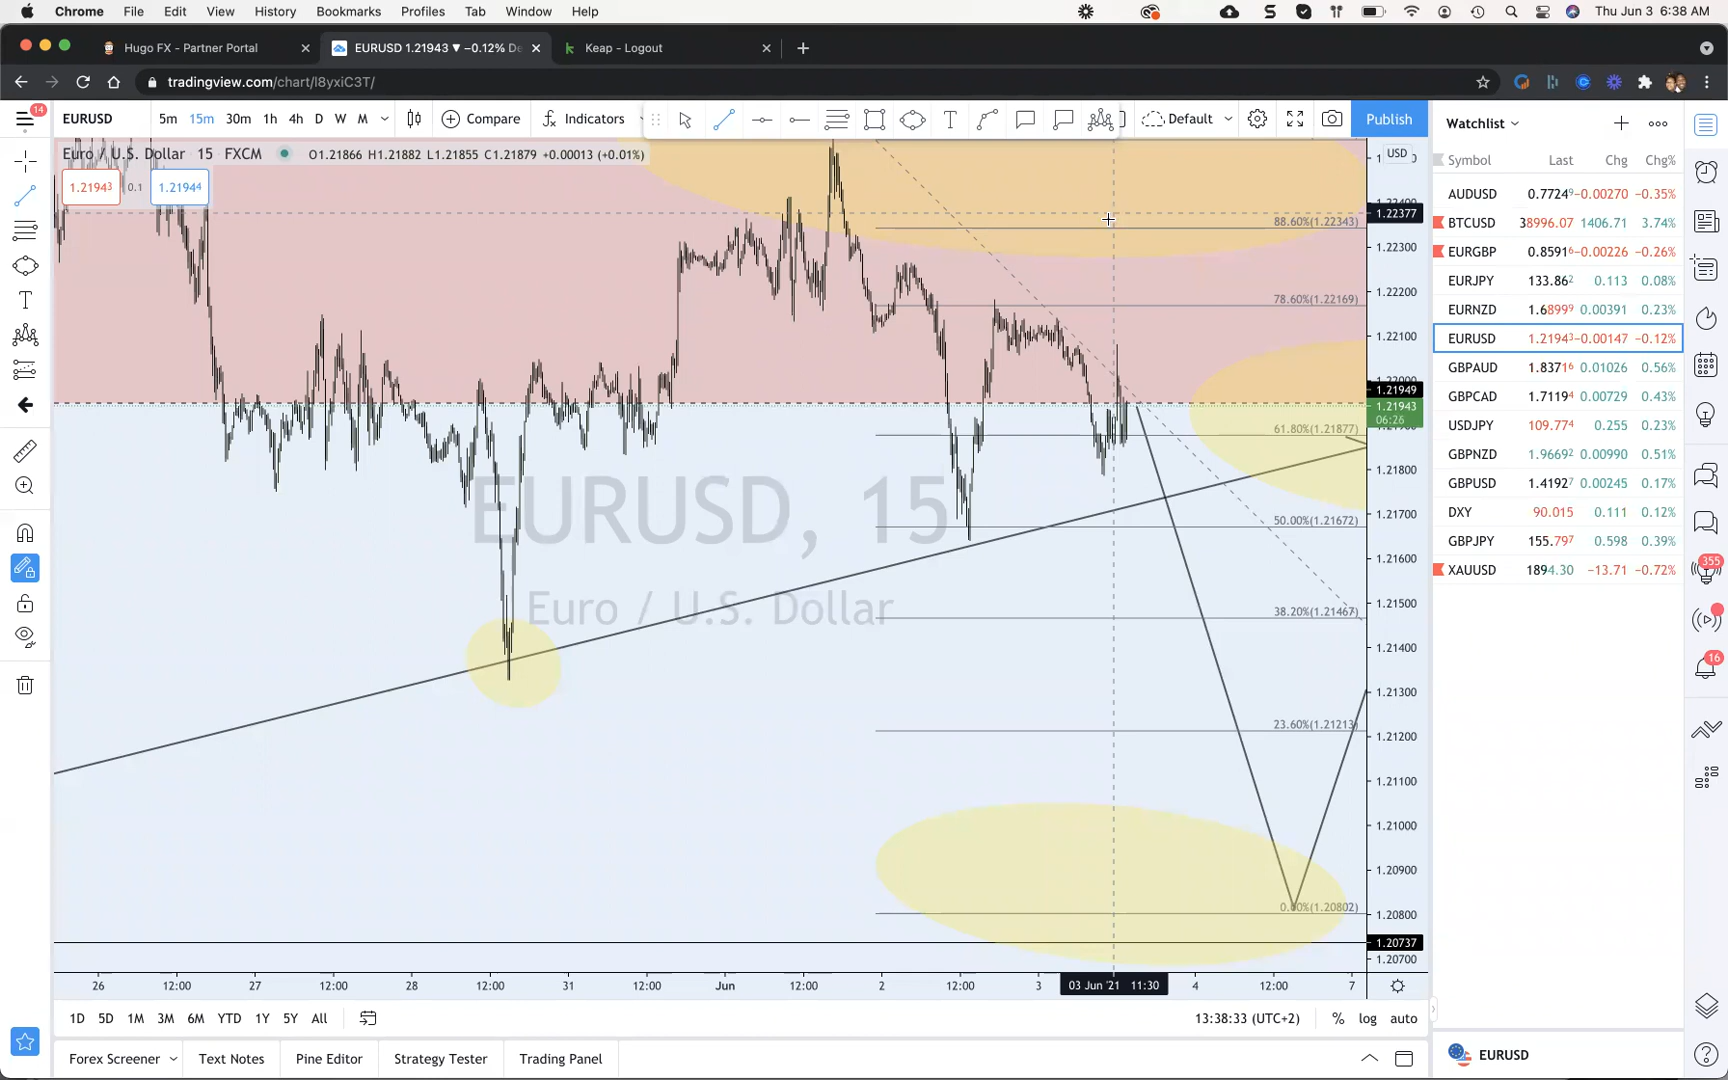 Chrome File Edit View History Bookmarks Profiles Tab Window Help Thu Jun 3 6:38 AM
Hugo FX - Partner Portal EURUSD 1.21943 ▼ −0.12% De Keap - Logout
tradingview.com/chart/l8yxiC3T/
14
EURUSD 5m 15m 30m 1h 4h D W M Compare Indicators T Default Publish
Watchlist
Euro / U.S. Dollar 15 FXCM O1.21866 H1.21882 L1.21855 C1.21879 +0.00013 (+0.01%)
USD
1.21943 0.1 1.21944
Symbol Last Chg Chg%
AUDUSD 0.77249 −0.00270 −0.35%
BTCUSD 38996.07 1406.71 3.74%
EURGBP 0.85916 −0.00226 −0.26%
EURJPY 133.862 0.113 0.08%
EURNZD 1.68999 0.00391 0.23%
EURUSD 1.21943 −0.00147 −0.12%
GBPAUD 1.83716 0.01026 0.56%
GBPCAD 1.71194 0.00729 0.43%
USDJPY 109.774 0.255 0.23%
GBPNZD 1.96692 0.00990 0.51%
GBPUSD 1.41927 0.00245 0.17%
DXY 90.015 0.111 0.12%
GBPJPY 155.797 0.598 0.39%
XAUUSD 1894.30 −13.71 −0.72%
355
16
1.22377
88.60%(1.22343)
1.22300
78.60%(1.22169)
1.22200
1.22100
1.21949
1.21943
06:26
61.80%(1.21877)
1.21800
EURUSD, 15
1.21700
50.00%(1.21672)
1.21600
Euro / U.S. Dollar
38.20%(1.21467)
1.21500
1.21400
1.21300
23.60%(1.21213)
1.21200
1.21100
1.21000
1.20900
0.00%(1.20802)
1.20800
1.20737
1.20700
26 12:00 27 12:00 28 12:00 31 12:00 Jun 12:00 2 12:00 3 03 Jun '21 11:30 4 12:00 7
1D 5D 1M 3M 6M YTD 1Y 5Y All 13:38:33 (UTC+2) % log auto
Forex Screener Text Notes Pine Editor Strategy Tester Trading Panel
EURUSD